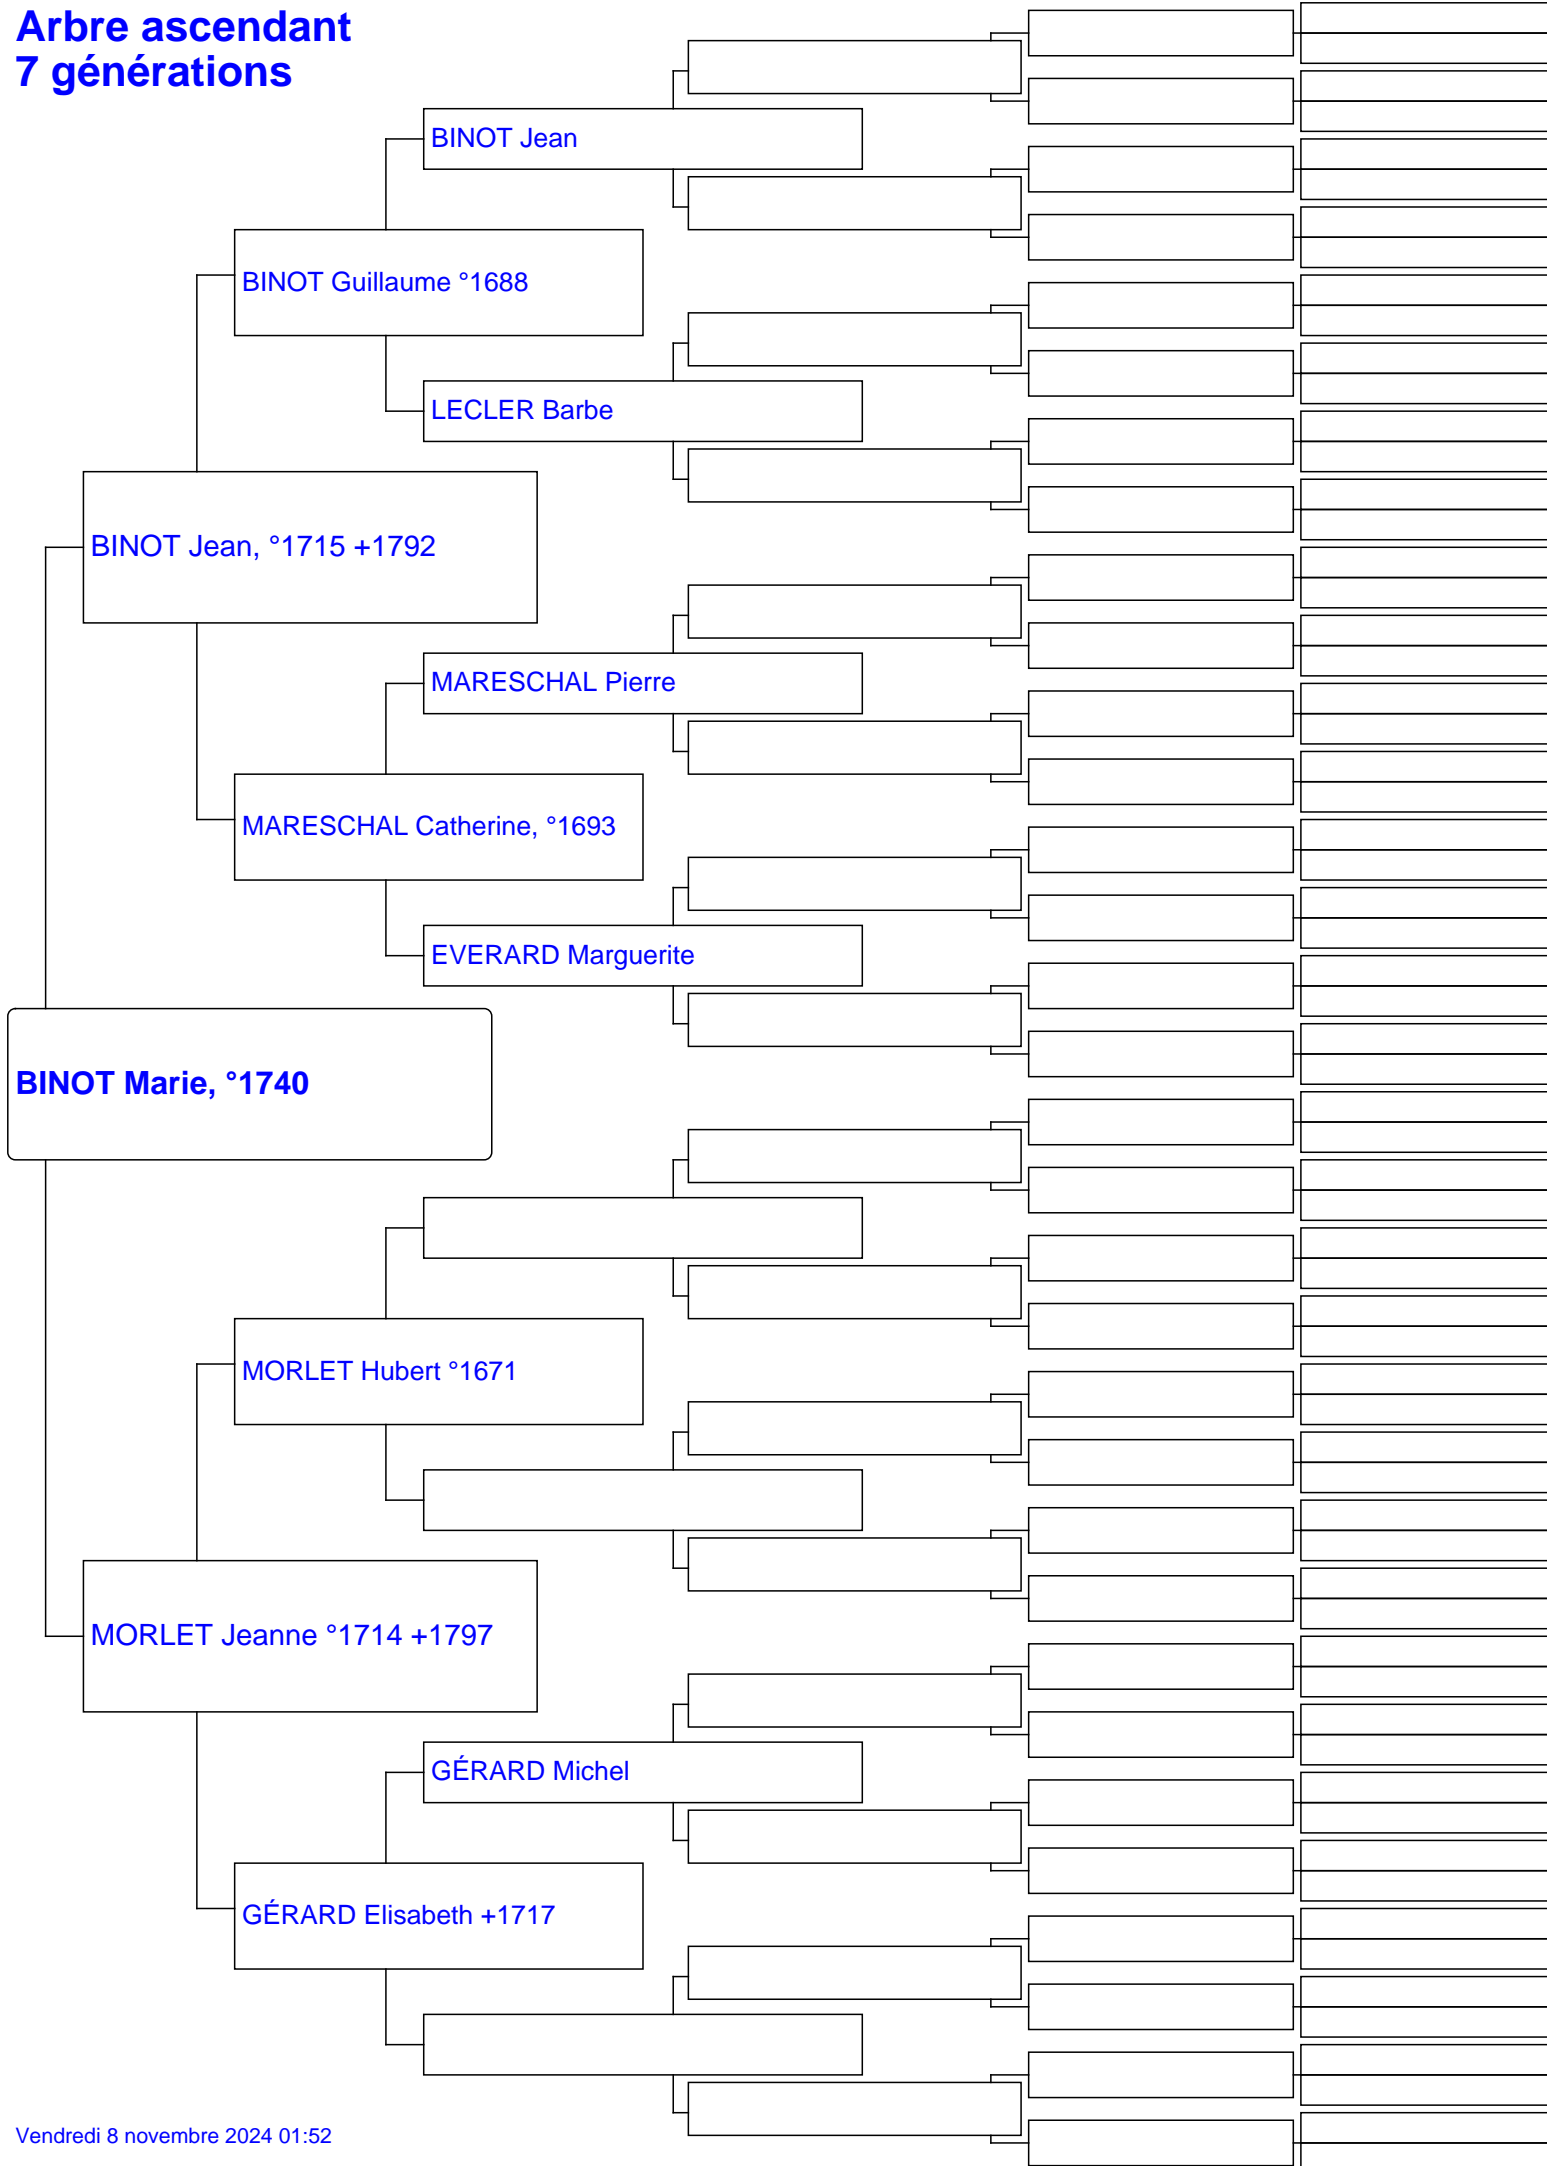 Arbre ascendant
7 générations
BINOT Jean
BINOT Guillaume °1688
LECLER Barbe
BINOT Jean, °1715 +1792
MARESCHAL Pierre
MARESCHAL Catherine, °1693
EVERARD Marguerite
BINOT Marie, °1740
MORLET Hubert °1671
MORLET Jeanne °1714 +1797
GÉRARD Michel
GÉRARD Elisabeth +1717
Vendredi 8 novembre 2024 01:52